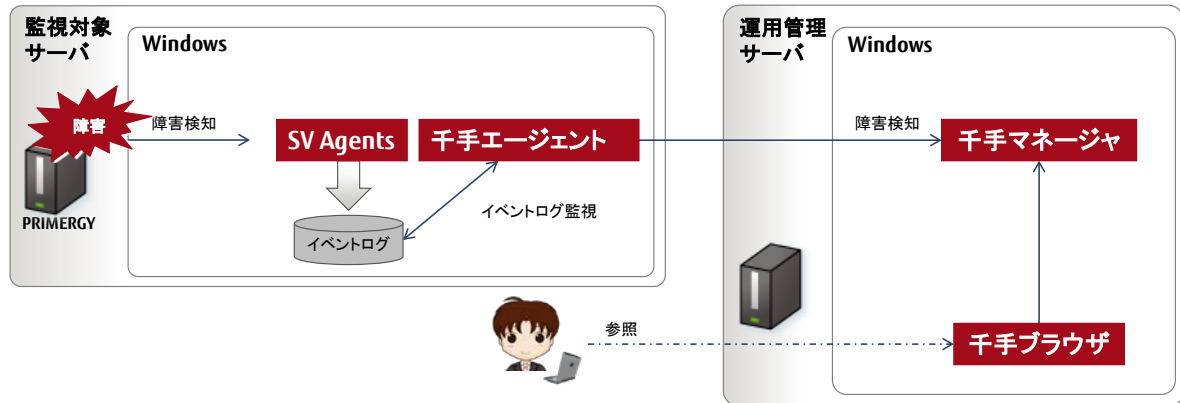 監視対象
サーバ
Windows
障害
障害検知
SV Agents
千手エージェント
イベントログ監視
イベントログ
PRIMERGY
運用管理
サーバ
Windows
障害検知
千手マネージャ
参照
千手ブラウザ